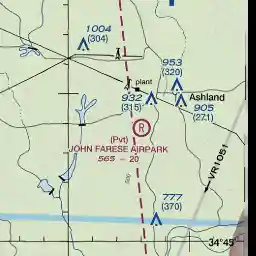 1004
(304)
plant
953
(320)
Ashland
932
(315)
905
(271)
R
(Pvt)
JOHN FARESE AIRPARK
565 - 20
VR1051
777
(370)
34°45'